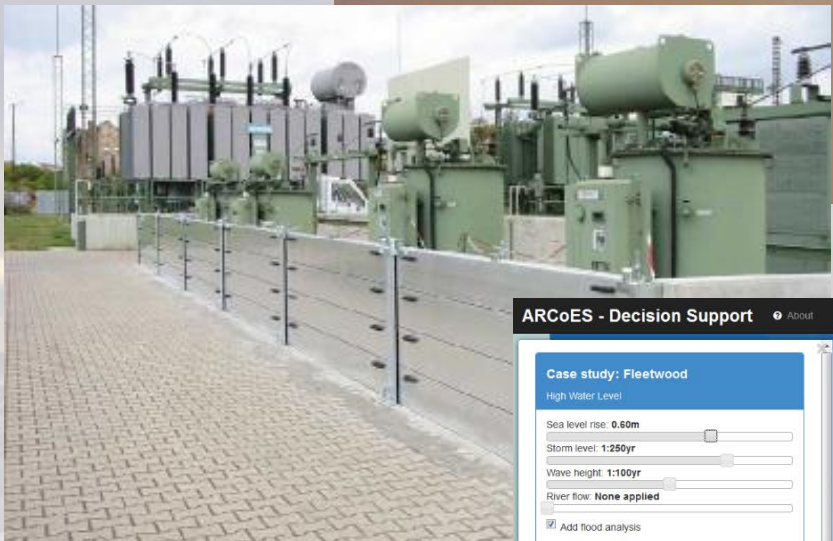 ARCoES - Decision Support
About
Case study: Fleetwood
High Water Level
Sea level rise: 0.60m
Storm level: 1:250yr
Wave height: 1:100yr
River flow: None applied
Add flood analysis